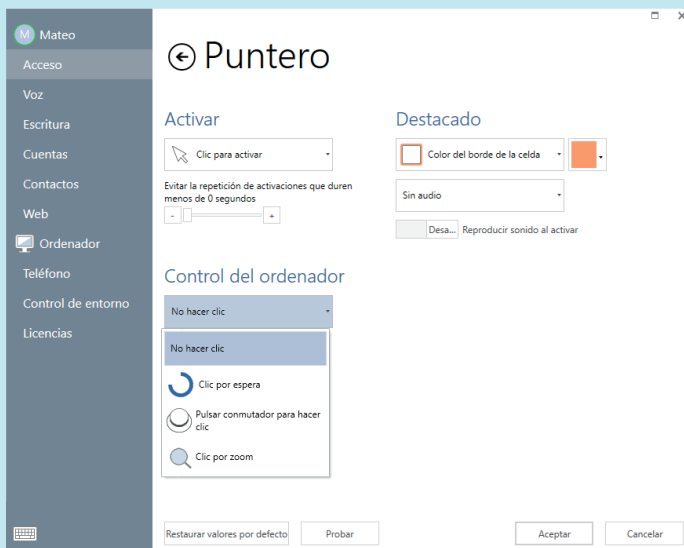 M Mateo
Acceso
Voz
Escritura
Cuentas
Contactos
Web
Ordenador
Teléfono
Control de entorno
Licencias
Puntero
Activar
Clic para activar
Evitar la repetición de activaciones que duren
menos de 0 segundos
- +
Destacado
Color del borde de la celda
Sin audio
Desa... Reproducir sonido al activar
Control del ordenador
No hacer clic
No hacer clic
Clic por espera
Pulsar conmutador para hacer
clic
Clic por zoom
Restaurar valores por defecto Probar Aceptar Cancelar